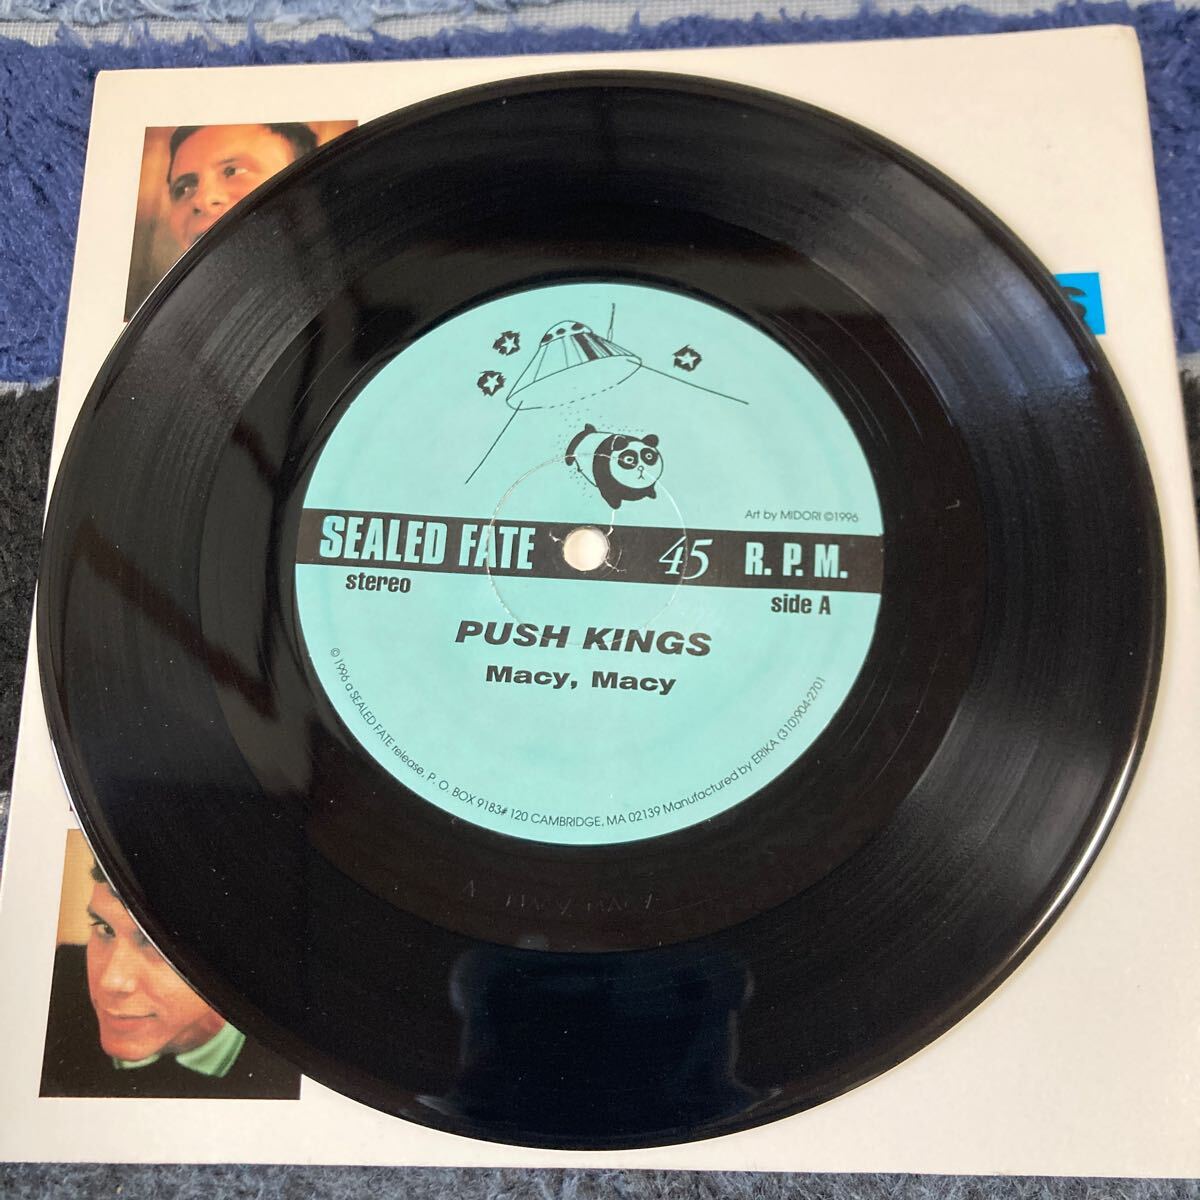 Art by MIDORI ©1996
SEALED FATE 45 R. P. M.
stereo
side A
PUSH KINGS
Macy, Macy
© 1996 a SEALED FATE release, P. O. BOX 9183# 120 CAMBRIDGE, MA 02139 Manufactured by ERIKA (310)904-2701